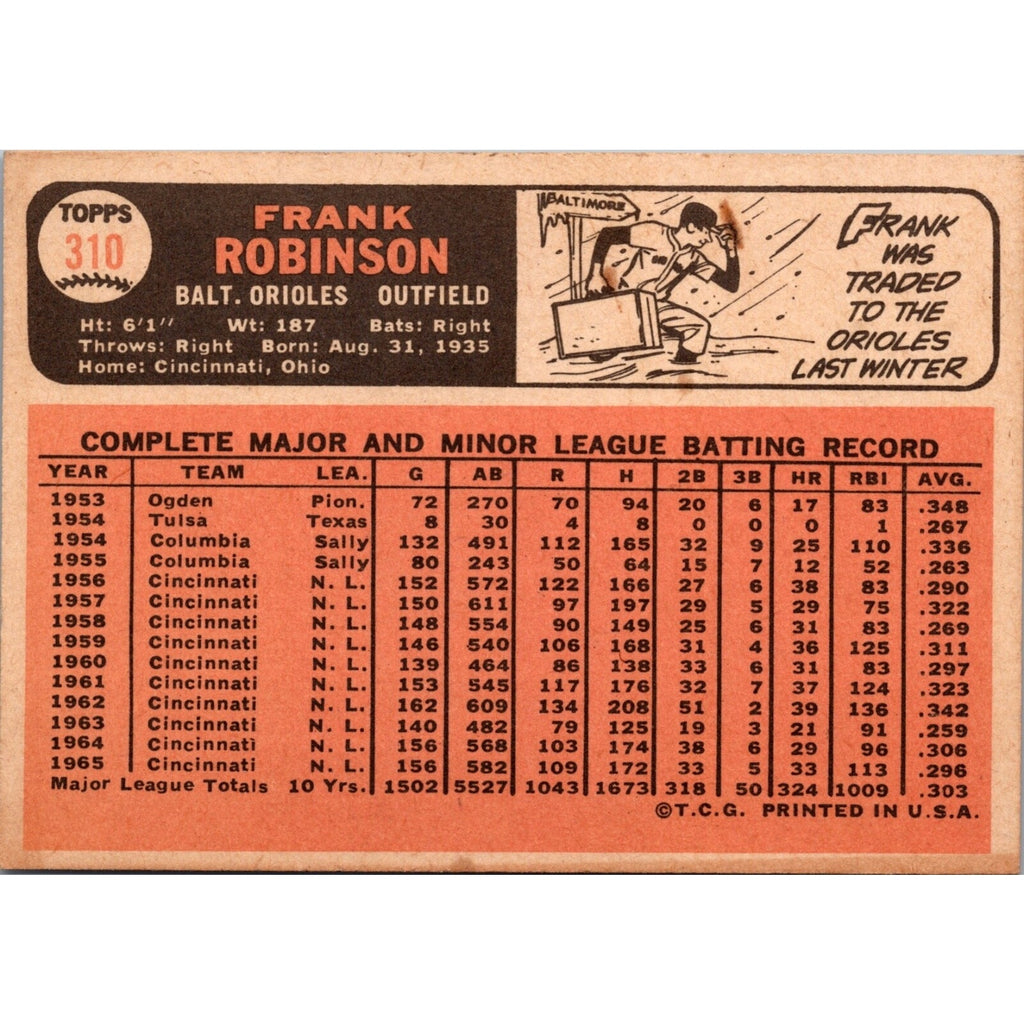 TOPPS
310
FRANK
ROBINSON
BALT. ORIOLES OUTFIELD
Ht: 6'1" Wt: 187 Bats: Right
Throws: Right Born: Aug. 31, 1935
Home: Cincinnati, Ohio
BALTIMORE
FRANK
WAS
TRADED
TO THE
ORIOLES
LAST WINTER
COMPLETE MAJOR AND MINOR LEAGUE BATTING RECORD
YEAR TEAM LEA. G AB R H 2B 3B HR RBI AVG.
1953 Ogden Pion. 72 270 70 94 20 6 17 83 .348
1954 Tulsa Texas 8 30 4 8 0 0 0 1 .267
1954 Columbia Sally 132 491 112 165 32 9 25 110 .336
1955 Columbia Sally 80 243 50 64 15 7 12 52 .263
1956 Cincinnati N. L. 152 572 122 166 27 6 38 83 .290
1957 Cincinnati N. L. 150 611 97 197 29 5 29 75 .322
1958 Cincinnati N. L. 148 554 90 149 25 6 31 83 .269
1959 Cincinnati N. L. 146 540 106 168 31 4 36 125 .311
1960 Cincinnati N. L. 139 464 86 138 33 6 31 83 .297
1961 Cincinnati N. L. 153 545 117 176 32 7 37 124 .323
1962 Cincinnati N. L. 162 609 134 208 51 2 39 136 .342
1963 Cincinnati N. L. 140 482 79 125 19 3 21 91 .259
1964 Cincinnati N. L. 156 568 103 174 38 6 29 96 .306
1965 Cincinnati N. L. 156 582 109 172 33 5 33 113 .296
Major League Totals 10 Yrs. 1502 5527 1043 1673 318 50 324 1009 .303
©T.C.G. PRINTED IN U.S.A.